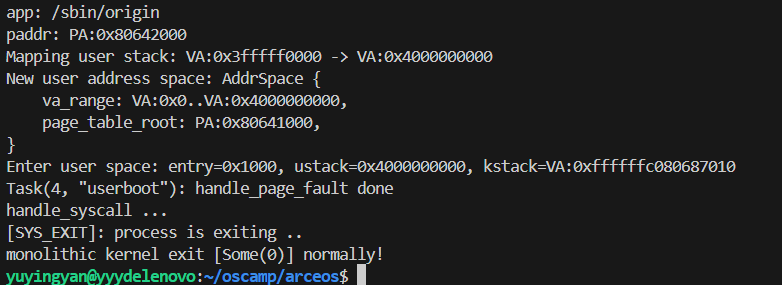 app: /sbin/origin
paddr: PA:0x80642000
Mapping user stack: VA:0x3fffff0000 -> VA:0x4000000000
New user address space: AddrSpace {
    va_range: VA:0x0..VA:0x4000000000,
    page_table_root: PA:0x80641000,
}
Enter user space: entry=0x1000, ustack=0x4000000000, kstack=VA:0xffffffc080687010
Task(4, "userboot"): handle_page_fault done
handle_syscall ...
[SYS_EXIT]: process is exiting ..
monolithic kernel exit [Some(0)] normally!
yuyingyan@yyydelenovo:~/oscamp/arceos$